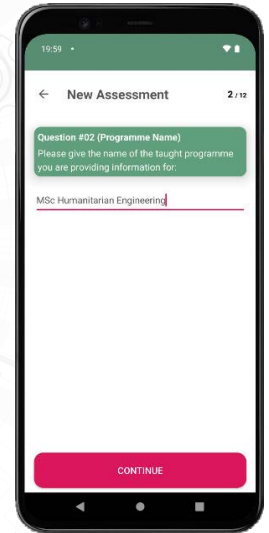 19:59
New Assessment 2 / 12
Question #02 (Programme Name)
Please give the name of the taught programme
you are providing information for:
MSc Humanitarian Engineering
CONTINUE